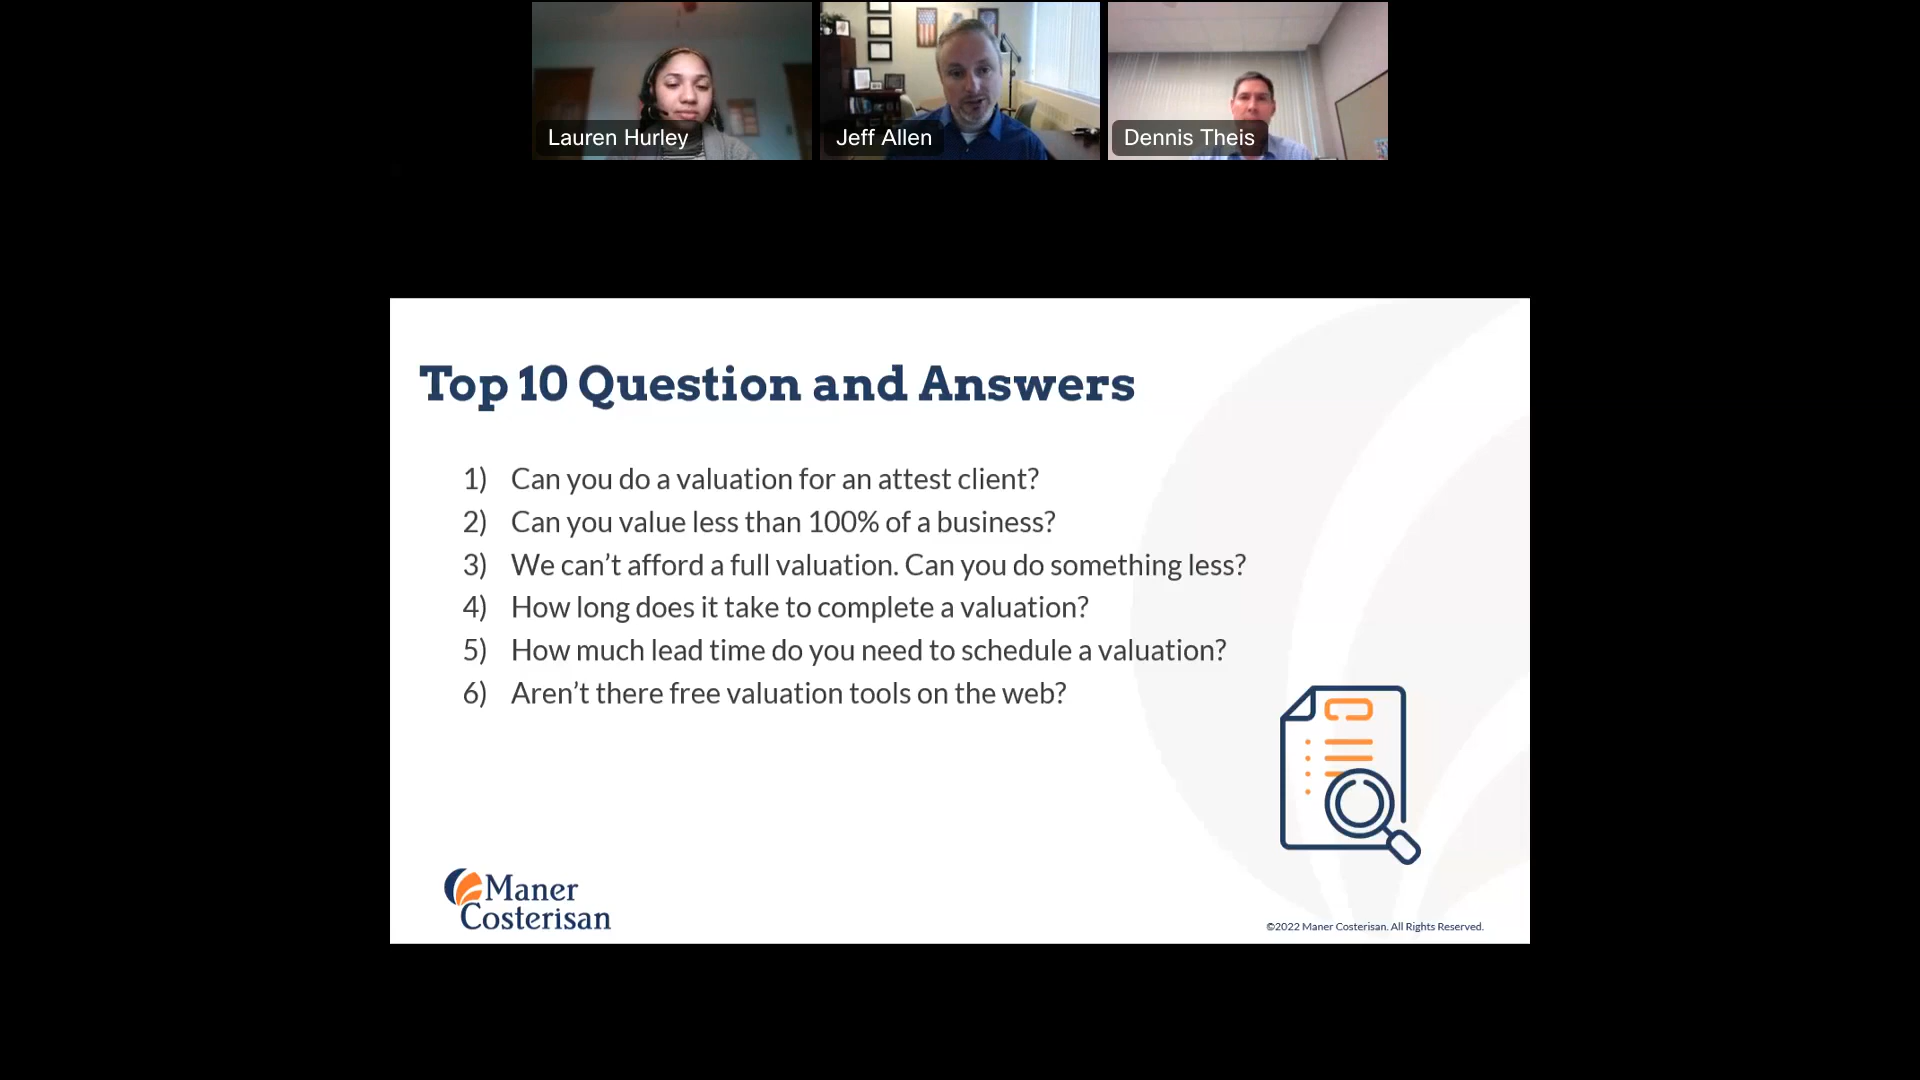 Lauren Hurley
Jeff Allen
Dennis Theis
Top 10 Question and Answers
1) Can you do a valuation for an attest client?
2) Can you value less than 100% of a business?
3) We can’t afford a full valuation. Can you do something less?
4) How long does it take to complete a valuation?
5) How much lead time do you need to schedule a valuation?
6) Aren’t there free valuation tools on the web?
Maner
Costerisan
©2022 Maner Costerisan. All Rights Reserved.